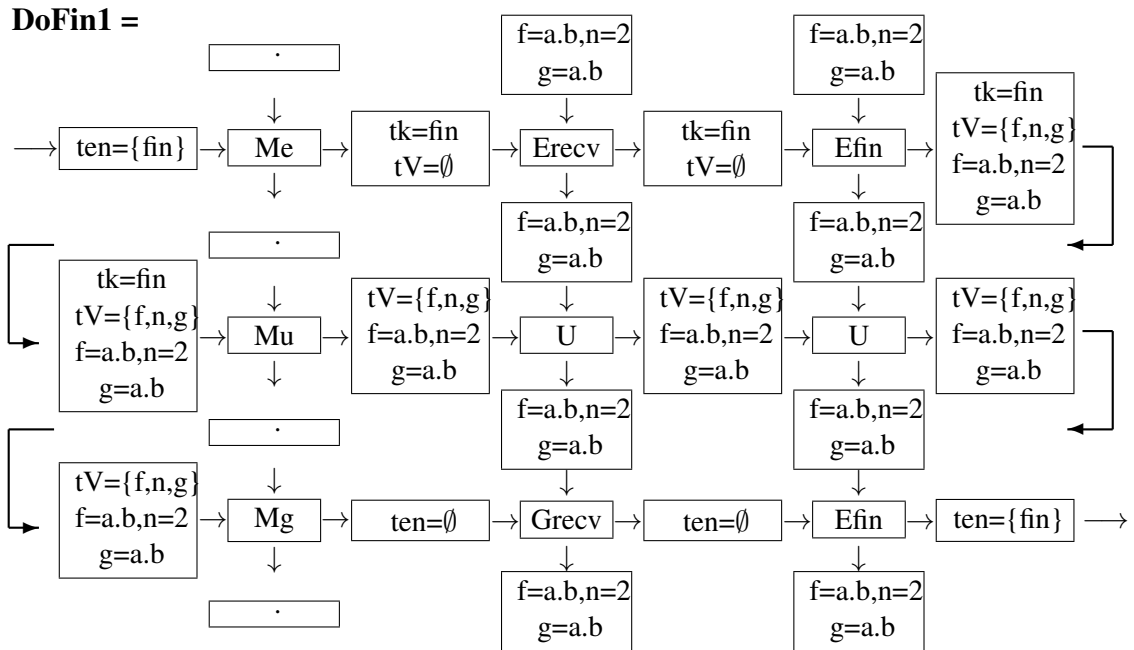 DoFin1 =
.
f=a.b,n=2
g=a.b
f=a.b,n=2
g=a.b
→ ten={fin} → Me →
tk=fin
tV=∅
→ Erecv →
tk=fin
tV=∅
→ Efin →
tk=fin
tV={f,n,g}
f=a.b,n=2
g=a.b
.
f=a.b,n=2
g=a.b
f=a.b,n=2
g=a.b
tk=fin
tV={f,n,g}
f=a.b,n=2
g=a.b
→ Mu →
tV={f,n,g}
f=a.b,n=2
g=a.b
→ U →
tV={f,n,g}
f=a.b,n=2
g=a.b
→ U →
tV={f,n,g}
f=a.b,n=2
g=a.b
.
f=a.b,n=2
g=a.b
f=a.b,n=2
g=a.b
tV={f,n,g}
f=a.b,n=2
g=a.b
→ Mg → ten=∅ → Grecv → ten=∅ → Efin → ten={fin} →
.
f=a.b,n=2
g=a.b
f=a.b,n=2
g=a.b